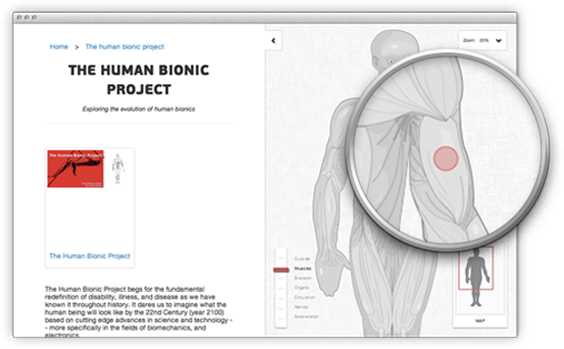 Home > The human bionic project
Zoom: 20%
THE HUMAN BIONIC
PROJECT
Exploring the evolution of human bionics
The Human Bionic Project
The Human Bionic Project
The Human Bionic Project begs for the fundamental
redefinition of disability, illness, and disease as we have
known it throughout history. It dares us to imagine what the
human being will look like by the 22nd Century (year 2100)
based on cutting edge advances in science and technology -
- more specifically in the fields of biomechanics, and
electronics.
Outside
Muscles
Skeleton
Organs
Circulation
Nerves
MAP